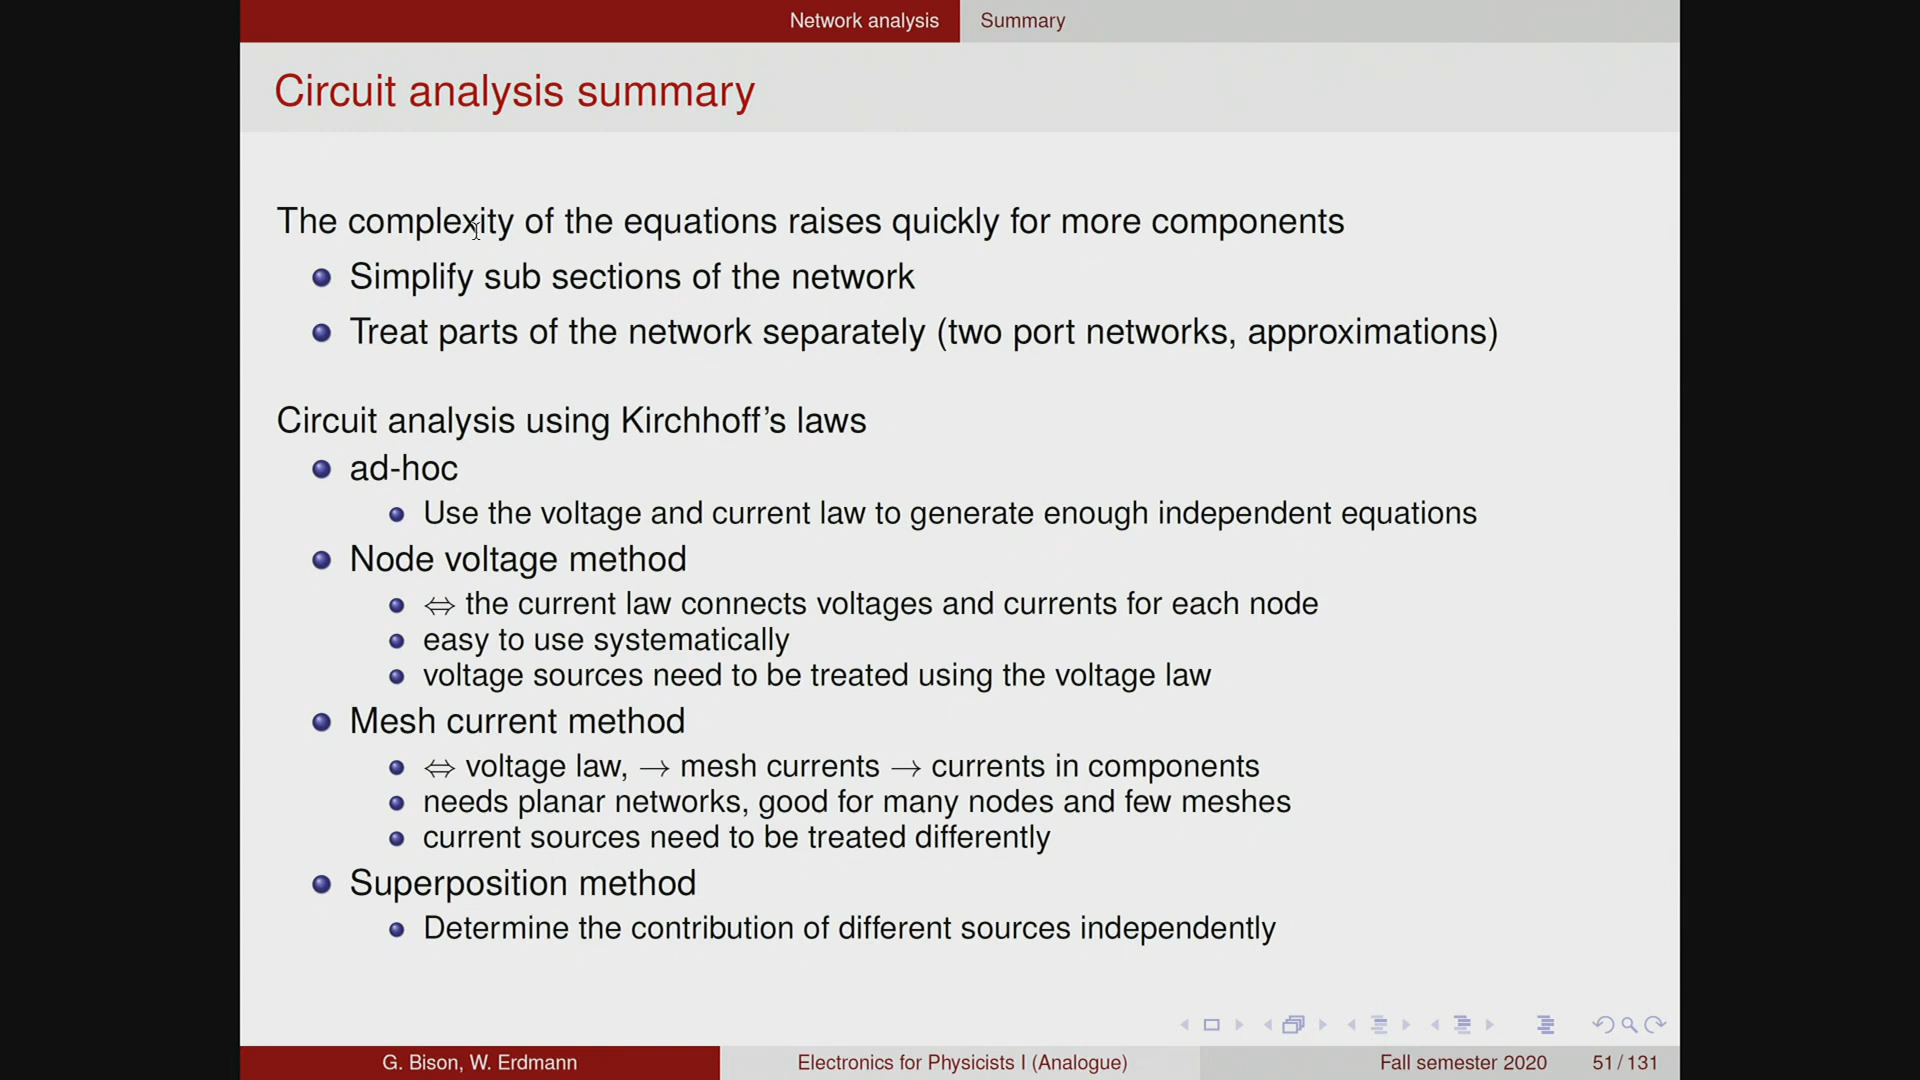 Network analysis Summary
Circuit analysis summary
The complexity of the equations raises quickly for more components
Simplify sub sections of the network
Treat parts of the network separately (two port networks, approximations)
Circuit analysis using Kirchhoff's laws
ad-hoc
Use the voltage and current law to generate enough independent equations
Node voltage method
⇔ the current law connects voltages and currents for each node
easy to use systematically
voltage sources need to be treated using the voltage law
Mesh current method
⇔ voltage law, → mesh currents → currents in components
needs planar networks, good for many nodes and few meshes
current sources need to be treated differently
Superposition method
Determine the contribution of different sources independently
G. Bison, W. Erdmann Electronics for Physicists I (Analogue) Fall semester 2020 51 / 131